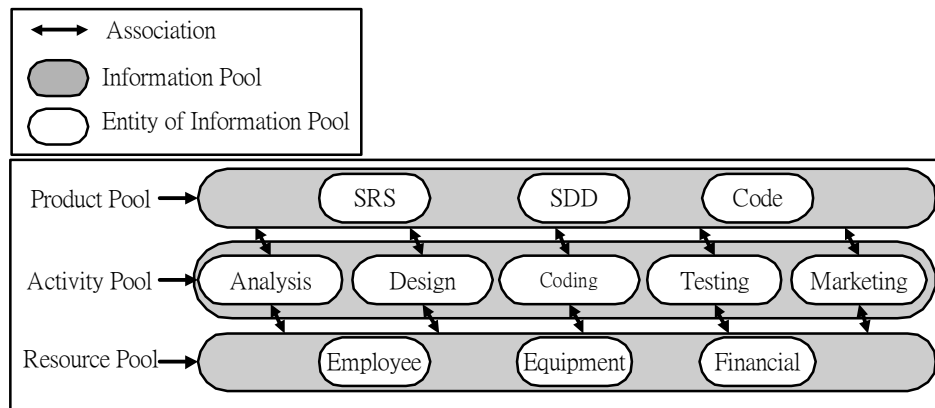 Association
Information Pool
Entity of Information Pool
Product Pool
SRS
SDD
Code
Activity Pool
Analysis
Design
Coding
Testing
Marketing
Resource Pool
Employee
Equipment
Financial